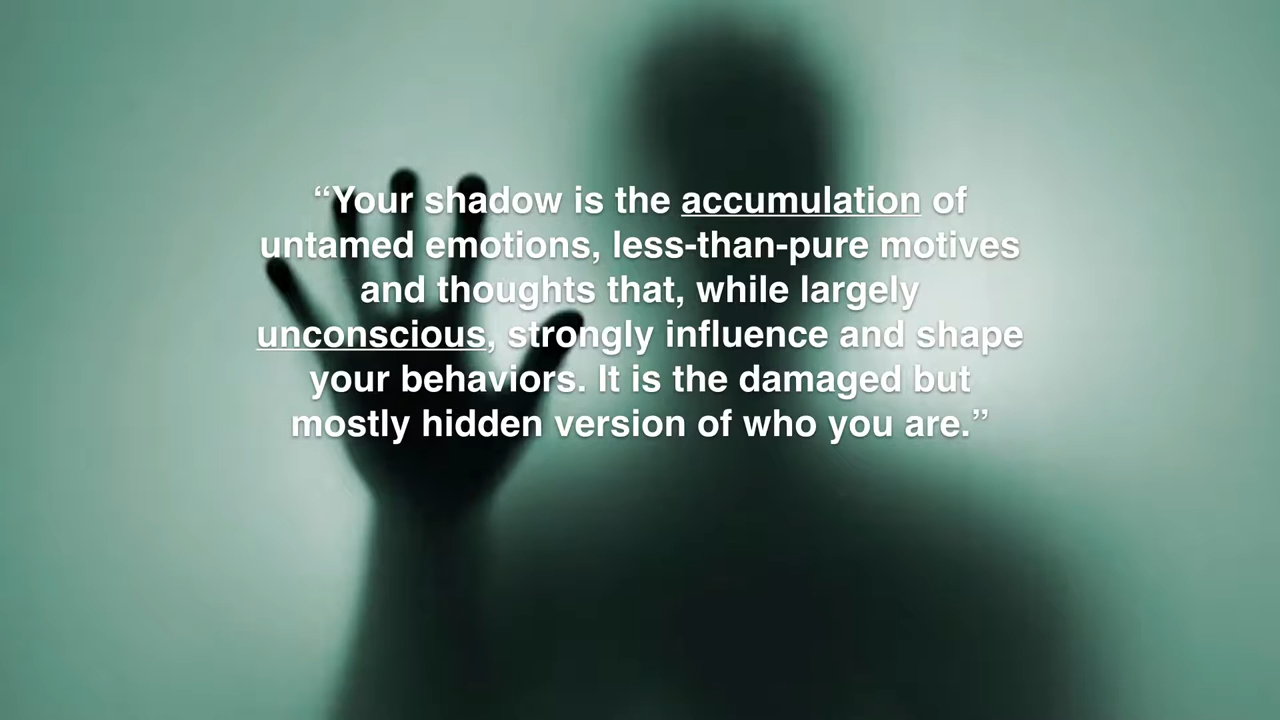 “Your shadow is the accumulation of
untamed emotions, less-than-pure motives
and thoughts that, while largely
unconscious, strongly influence and shape
your behaviors. It is the damaged but
mostly hidden version of who you are.”